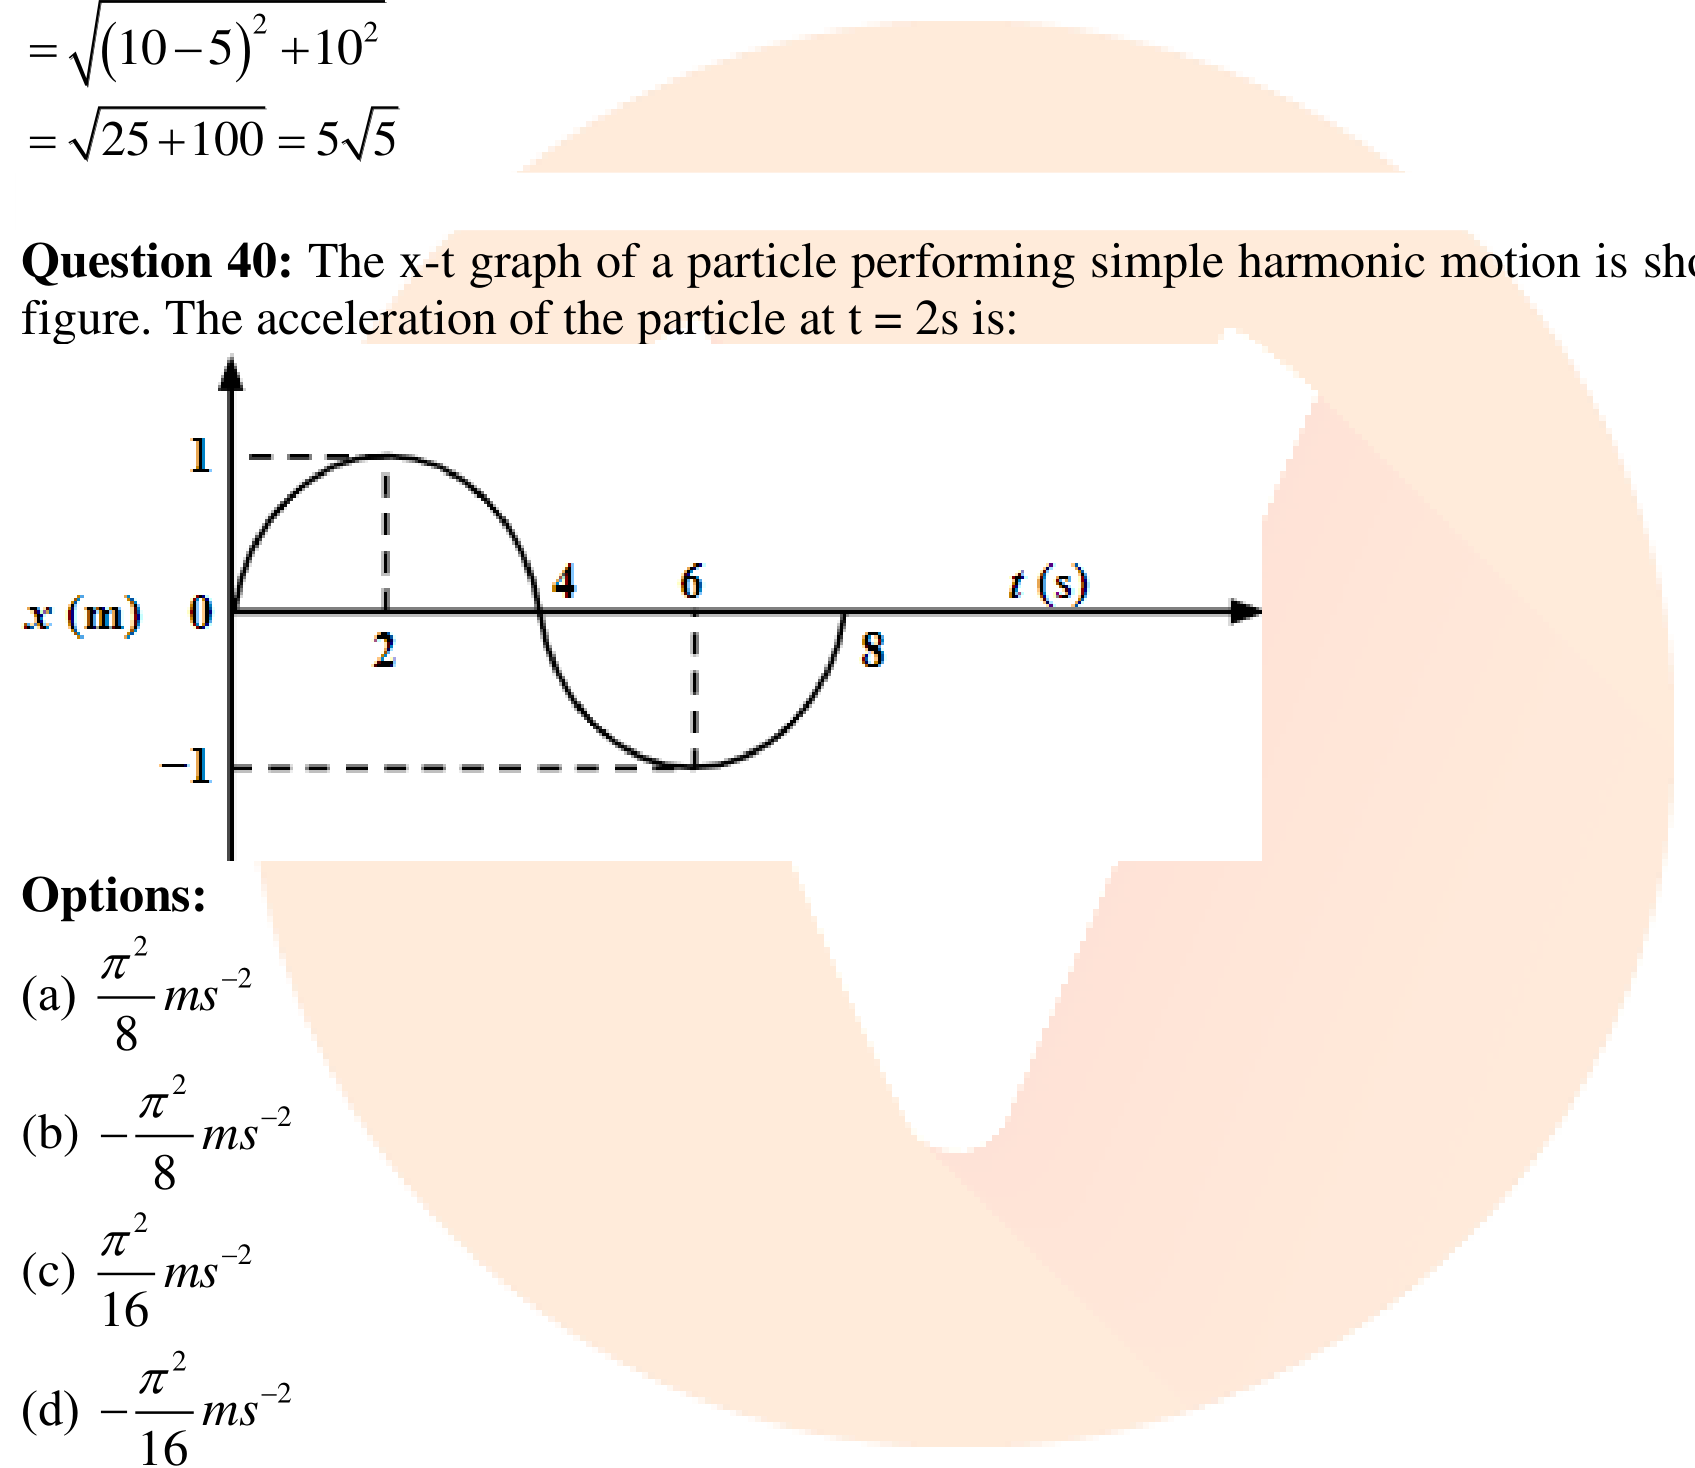 = √((10 − 5)² + 10²)
= √(25 + 100) = 5√5
Question 40: The x-t graph of a particle performing simple harmonic motion is
figure. The acceleration of the particle at t = 2s is:
1
4 6 t (s)
x (m) 0
2 8
−1
Options:
(a) π²/8 ms⁻²
(b) −π²/8 ms⁻²
(c) π²/16 ms⁻²
(d) −π²/16 ms⁻²